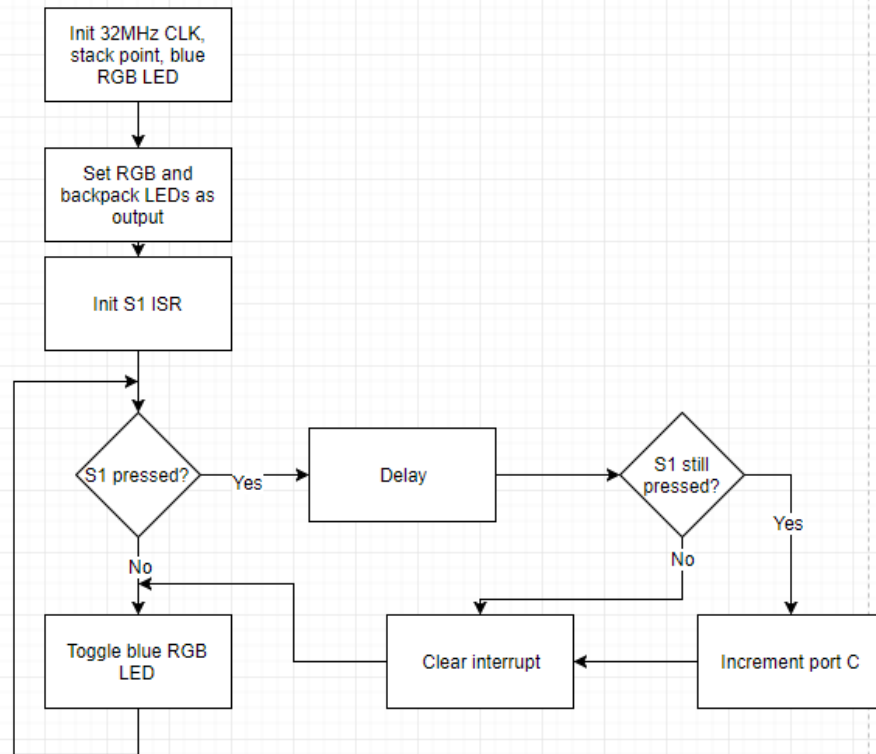 Init 32MHz CLK,
stack point, blue
RGB LED
Set RGB and
backpack LEDs as
output
Init S1 ISR
S1 pressed?
Yes
Delay
S1 still
pressed?
Yes
No
No
Toggle blue RGB
LED
Clear interrupt
Increment port C